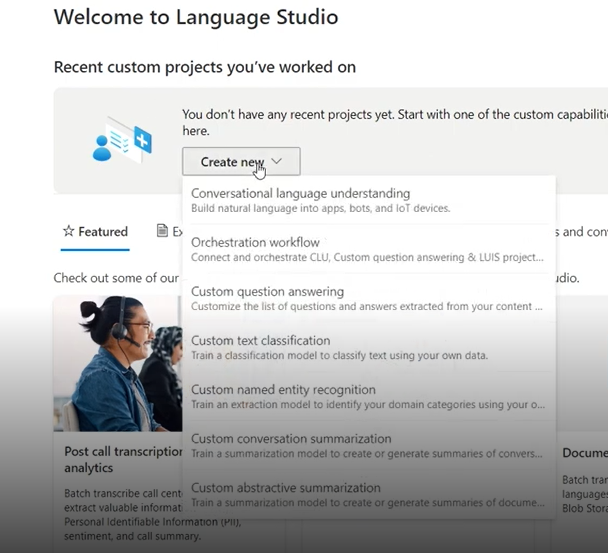 Welcome to Language Studio
Recent custom projects you've worked on
You don't have any recent projects yet. Start with one of the custom capabilitie
here.
Create new
Conversational language understanding
Build natural language into apps, bots, and IoT devices.
Featured
Ex
s and con
Orchestration workflow
Connect and orchestrate CLU, Custom question answering & LUIS project...
Check out some of our
udio.
Custom question answering
Customize the list of questions and answers extracted from your content ...
Custom text classification
Train a classification model to classify text using your own data.
Custom named entity recognition
Train an extraction model to identify your domain categories using your o...
Custom conversation summarization
Train a summarization model to create or generate summaries of convers...
Custom abstractive summarization
Train a summarization model to create or generate summaries of docume...
Post call transcription
analytics
Batch transcribe call cent
extract valuable informat
Personal Identifiable Information (PII),
sentiment, and call summary.
Docume
Batch tran
languages
Blob Stora